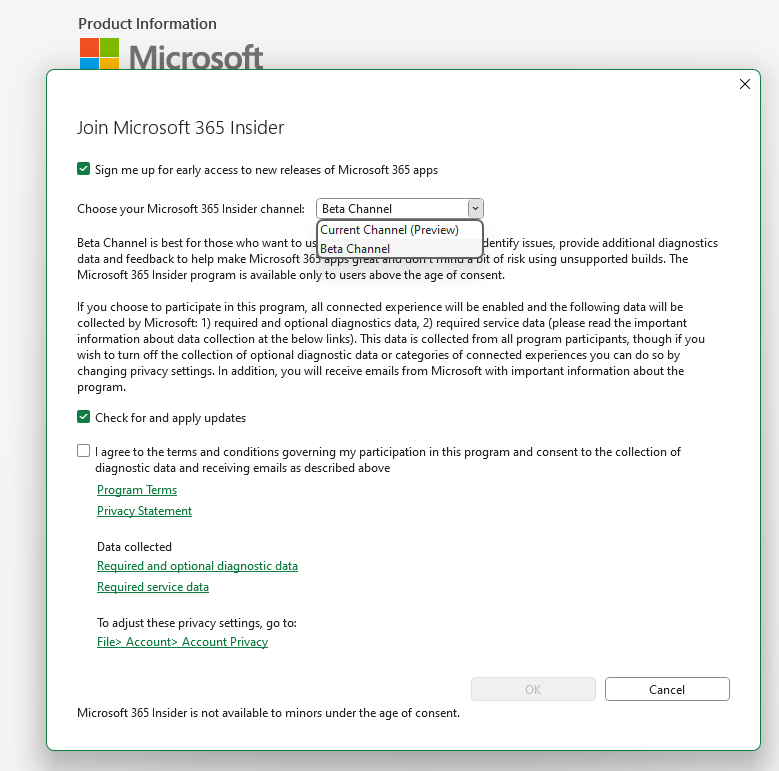 Product Information
Microsoft
Join Microsoft 365 Insider
Sign me up for early access to new releases of Microsoft 365 apps
Choose your Microsoft 365 Insider channel: Beta Channel
Current Channel (Preview)
Beta Channel
Beta Channel is best for those who want to identify issues, provide additional diagnostics
data and feedback to help make Microsoft 365 apps great and don't mind a bit of risk using unsupported builds. The
Microsoft 365 Insider program is available only to users above the age of consent.
If you choose to participate in this program, all connected experience will be enabled and the following data will be
collected by Microsoft: 1) required and optional diagnostics data, 2) required service data (please read the important
information about data collection at the below links). This data is collected from all program participants, though if you
wish to turn off the collection of optional diagnostic data or categories of connected experiences you can do so by
changing privacy settings. In addition, you will receive emails from Microsoft with important information about the
program.
Check for and apply updates
I agree to the terms and conditions governing my participation in this program and consent to the collection of
diagnostic data and receiving emails as described above
Program Terms
Privacy Statement
Data collected
Required and optional diagnostic data
Required service data
To adjust these privacy settings, go to:
File> Account> Account Privacy
OK
Cancel
Microsoft 365 Insider is not available to minors under the age of consent.